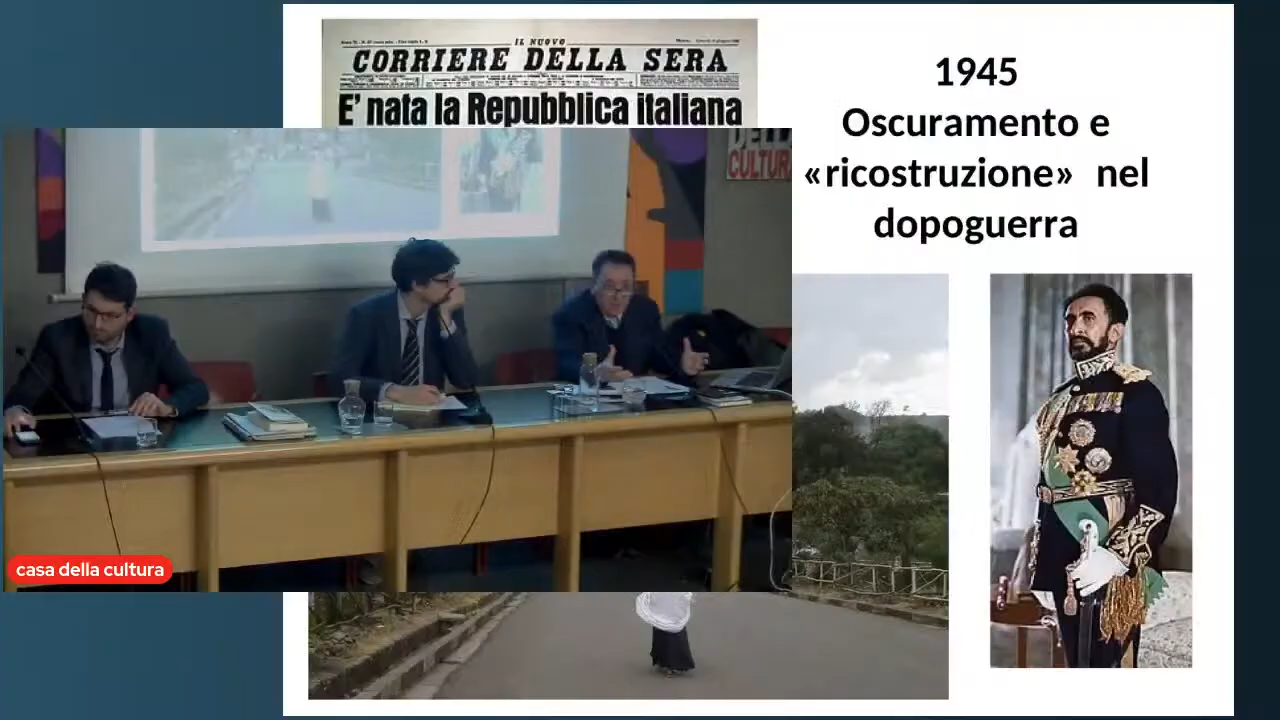 IL NUOVO
CORRIERE DELLA SERA
E' nata la Repubblica italiana
1945
Oscuramento e
«ricostruzione» nel
dopoguerra
CULTUR
casa della cultura